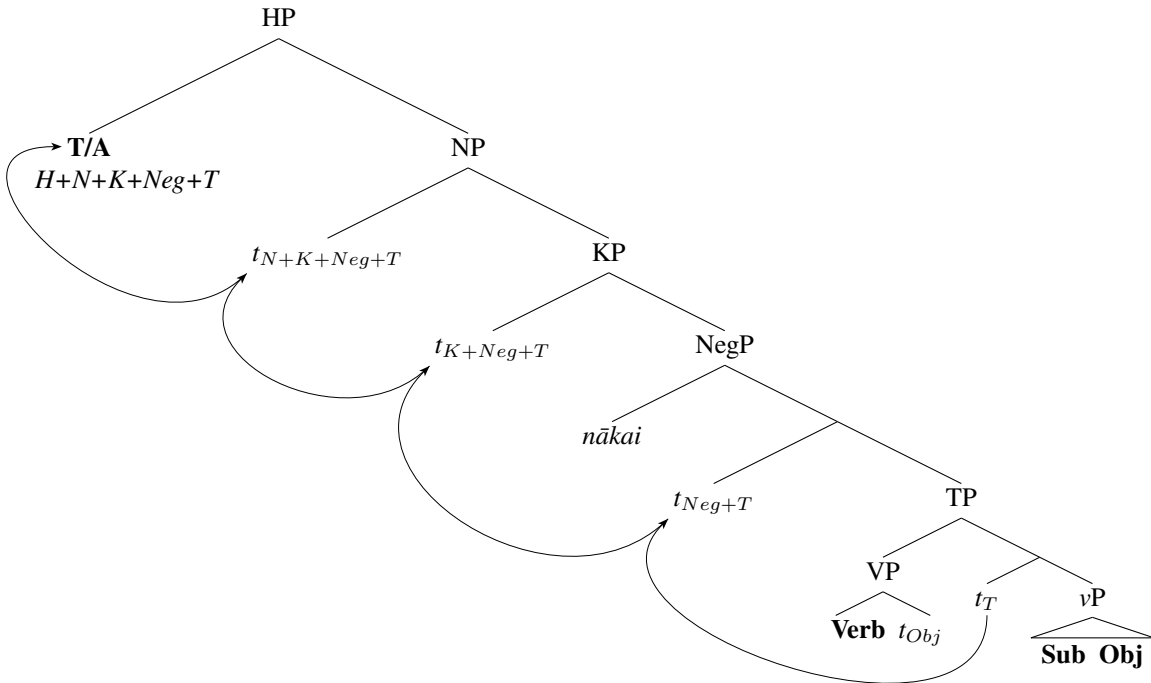 HP
T/A NP
H+N+K+Neg+T
t_{N+K+Neg+T} KP
t_{K+Neg+T} NegP
nākai
t_{Neg+T} TP
VP t_T vP
Verb t_{Obj}
Sub Obj